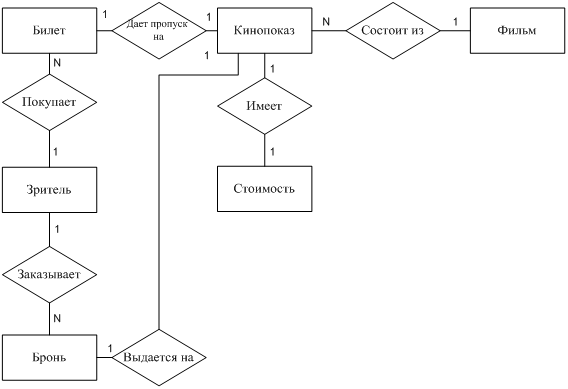 Билет
1
Дает пропуск
на
1
Кинопоказ
N
Состоит из
1
Фильм
N
1
1
Покупает
Имеет
1
1
Зритель
Стоимость
1
Заказывает
N
Бронь
1
Выдается на